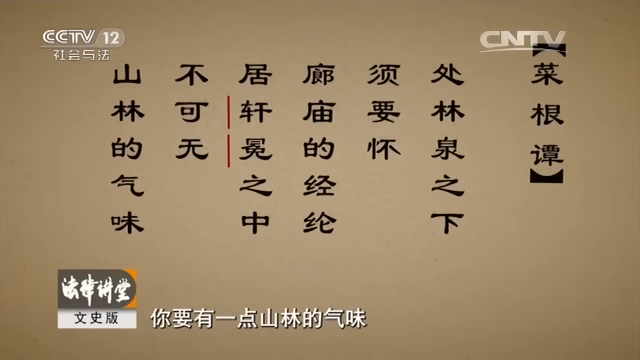 CCTV 12
社会与法
CNTV
【菜根谭】
处林泉之下
须要怀
廊庙的经纶
居轩冕之中
不可无
山林的气味
法律讲堂
文史版
你要有一点山林的气味